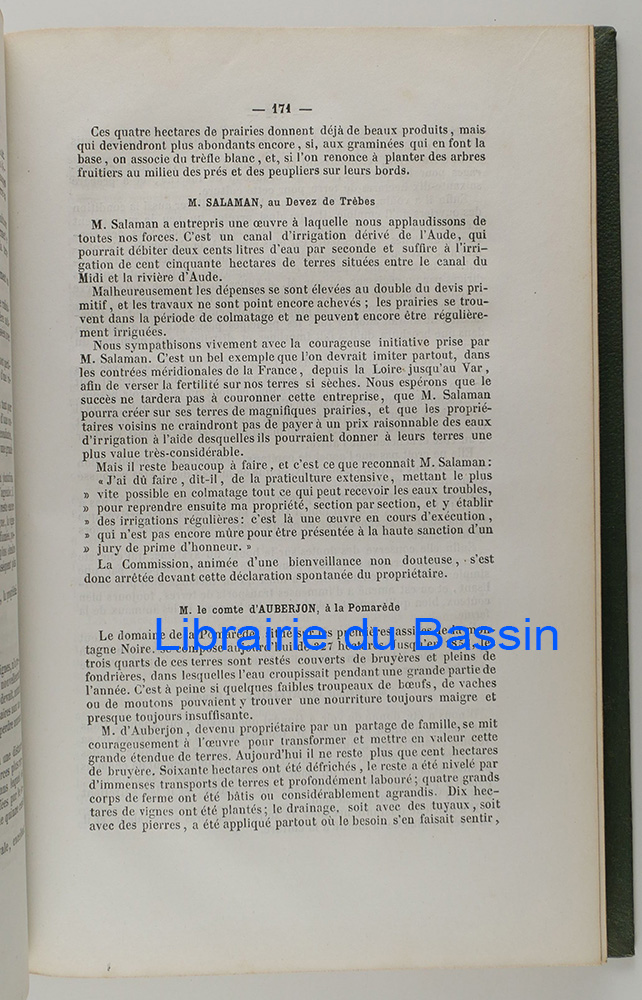 — 171 —
Ces quatre hectares de prairies donnent déjà de beaux produits, mais
qui deviendront plus abondants encore, si, aux graminées qui en font la
base, on associe du trèfle blanc, et, si l'on renonce à planter des arbres
fruitiers au milieu des prés et des peupliers sur leurs bords.
M. SALAMAN, au Devez de Trèbes
M. Salaman a entrepris une œuvre à laquelle nous applaudissons de
toutes nos forces. C'est un canal d'irrigation dérivé de l'Aude, qui
pourrait débiter deux cents litres d'eau par seconde et suffire à l'irri-
gation de cent cinquante hectares de terres situées entre le canal du
Midi et la rivière d'Aude.
Malheureusement les dépenses se sont élevées au double du devis pri-
mitif, et les travaux ne sont point encore achevés; les prairies se trou-
vent dans la période de colmatage et ne peuvent encore être régulière-
ment irriguées.
Nous sympathisons vivement avec la courageuse initiative prise par
M. Salaman. C'est un bel exemple que l'on devrait imiter partout, dans
les contrées méridionales de la France, depuis la Loire jusqu'au Var,
afin de verser la fertilité sur nos terres si sèches. Nous espérons que le
succès ne tardera pas à couronner cette entreprise, que M. Salaman
pourra créer sur ses terres de magnifiques prairies, et que les proprié-
taires voisins ne craindront pas de payer à un prix raisonnable des eaux
d'irrigation à l'aide desquelles ils pourraient donner à leurs terres une
plus value très-considérable.
Mais il reste beaucoup à faire, et c'est ce que reconnaît M. Salaman:
« J'ai dû faire, dit-il, de la praticulture extensive, mettant le plus
» vite possible en colmatage tout ce qui peut recevoir les eaux troubles,
» pour reprendre ensuite ma propriété, section par section, et y établir
» des irrigations régulières: c'est là une œuvre en cours d'exécution,
» qui n'est pas encore mûre pour être présentée à la haute sanction d'un
» jury de prime d'honneur. »
La Commission, animée d'une bienveillance non douteuse, s'est
donc arrêtée devant cette déclaration spontanée du propriétaire.
M. le comte d'AUBERJON, à la Pomarède
Le domaine de la Pomarède, situé sur les premières assises de la mon-
tagne Noire, se compose aujourd'hui de 327 hectares. Jusqu'en les
trois quarts de ces terres sont restés couverts de bruyères et pleins de
fondrières, dans lesquelles l'eau croupissait pendant une grande partie de
l'année. C'est à peine si quelques faibles troupeaux de bœufs, de vaches
ou de moutons pouvaient y trouver une nourriture toujours maigre et
presque toujours insuffisante.
M. d'Auberjon, devenu propriétaire par un partage de famille, se mit
courageusement à l'œuvre pour transformer et mettre en valeur cette
grande étendue de terres. Aujourd'hui il ne reste plus que cent hectares
de bruyère. Soixante hectares ont été défrichés, le reste a été nivelé par
d'immenses transports de terres et profondément labouré; quatre grands
corps de ferme ont été bâtis ou considérablement agrandis. Dix hec-
tares de vignes ont été plantés; le drainage, soit avec des tuyaux, soit
avec des pierres, a été appliqué partout où le besoin s'en faisait sentir,
Librairie du Bassin